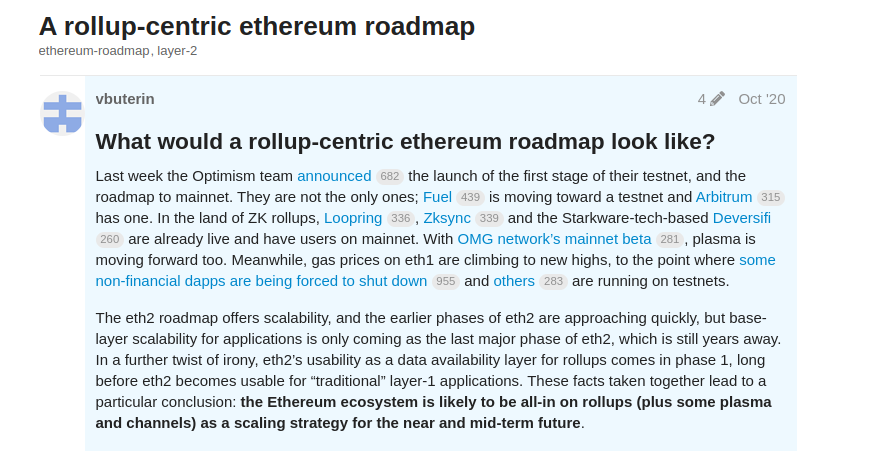 A rollup-centric ethereum roadmap
ethereum-roadmap, layer-2
vbuterin 4 Oct '20
What would a rollup-centric ethereum roadmap look like?
Last week the Optimism team announced 682 the launch of the first stage of their testnet, and the
roadmap to mainnet. They are not the only ones; Fuel 439 is moving toward a testnet and Arbitrum 315
has one. In the land of ZK rollups, Loopring 336 , Zksync 339 and the Starkware-tech-based Deversifi
260 are already live and have users on mainnet. With OMG network’s mainnet beta 281 , plasma is
moving forward too. Meanwhile, gas prices on eth1 are climbing to new highs, to the point where some
non-financial dapps are being forced to shut down 955 and others 283 are running on testnets.
The eth2 roadmap offers scalability, and the earlier phases of eth2 are approaching quickly, but base-
layer scalability for applications is only coming as the last major phase of eth2, which is still years away.
In a further twist of irony, eth2’s usability as a data availability layer for rollups comes in phase 1, long
before eth2 becomes usable for “traditional” layer-1 applications. These facts taken together lead to a
particular conclusion: the Ethereum ecosystem is likely to be all-in on rollups (plus some plasma
and channels) as a scaling strategy for the near and mid-term future.